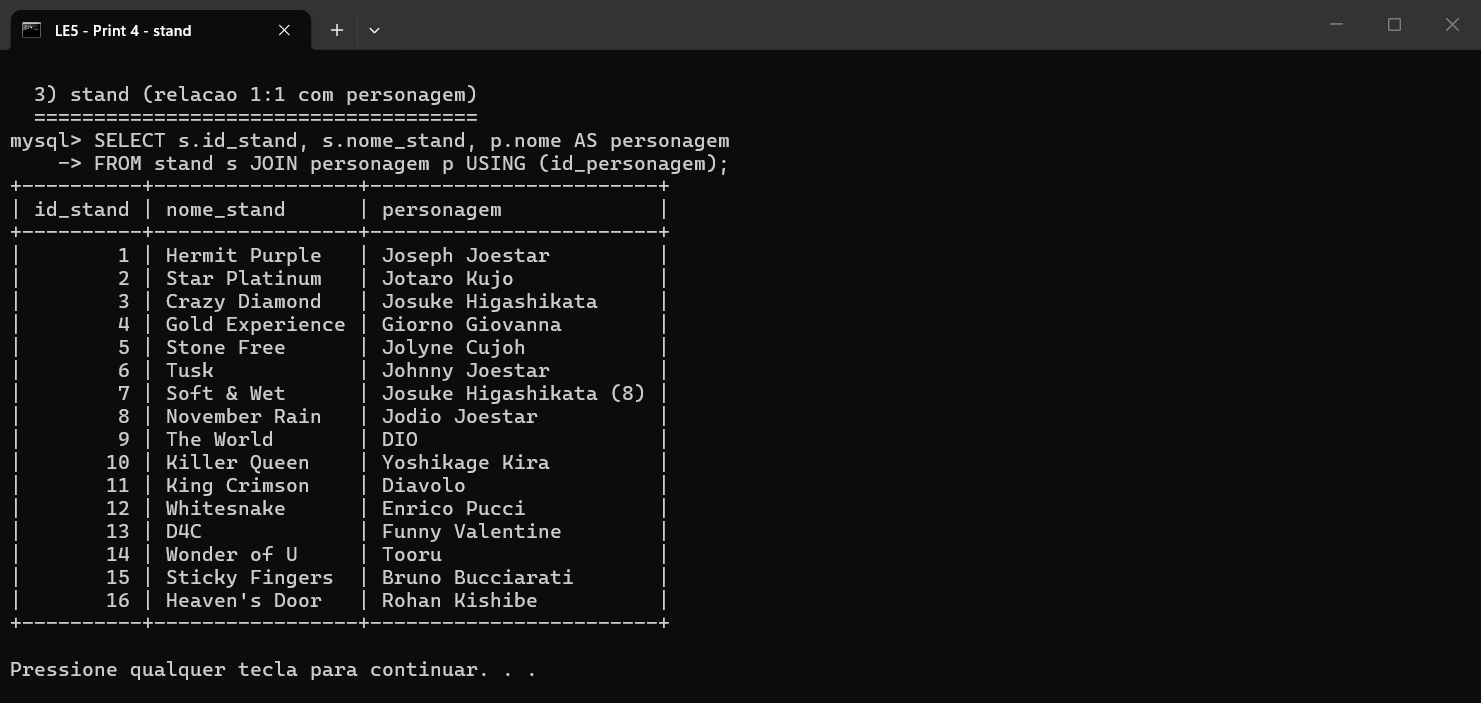 LE5 - Print 4 - stand
3) stand (relacao 1:1 com personagem)
=====================================
mysql> SELECT s.id_stand, s.nome_stand, p.nome AS personagem
    -> FROM stand s JOIN personagem p USING (id_personagem);
+----------+-----------------+------------------------+
| id_stand | nome_stand      | personagem             |
+----------+-----------------+------------------------+
|        1 | Hermit Purple   | Joseph Joestar         |
|        2 | Star Platinum   | Jotaro Kujo            |
|        3 | Crazy Diamond   | Josuke Higashikata     |
|        4 | Gold Experience | Giorno Giovanna        |
|        5 | Stone Free      | Jolyne Cujoh           |
|        6 | Tusk            | Johnny Joestar         |
|        7 | Soft & Wet      | Josuke Higashikata (8) |
|        8 | November Rain   | Jodio Joestar          |
|        9 | The World       | DIO                    |
|       10 | Killer Queen    | Yoshikage Kira         |
|       11 | King Crimson    | Diavolo                |
|       12 | Whitesnake      | Enrico Pucci           |
|       13 | D4C             | Funny Valentine        |
|       14 | Wonder of U     | Tooru                  |
|       15 | Sticky Fingers  | Bruno Bucciarati       |
|       16 | Heaven's Door   | Rohan Kishibe          |
+----------+-----------------+------------------------+
Pressione qualquer tecla para continuar. . .